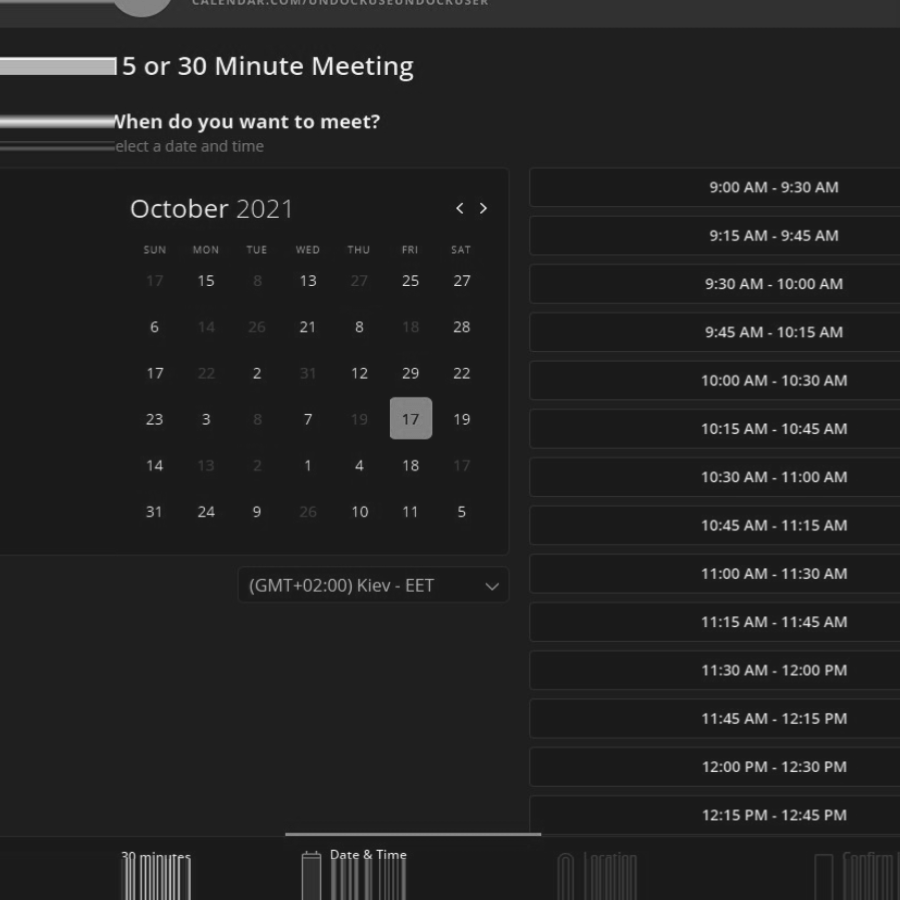 CALENDAR.COM/UNDOCKUSEUNDOCKUSER
5 or 30 Minute Meeting
When do you want to meet?
elect a date and time
October 2021
SUN MON TUE WED THU FRI SAT
17 15 8 13 27 25 27
6 14 26 21 8 18 28
17 22 2 31 12 29 22
23 3 8 7 19 17 19
14 13 2 1 4 18 17
31 24 9 26 10 11 5
(GMT+02:00) Kiev - EET
9:00 AM - 9:30 AM
9:15 AM - 9:45 AM
9:30 AM - 10:00 AM
9:45 AM - 10:15 AM
10:00 AM - 10:30 AM
10:15 AM - 10:45 AM
10:30 AM - 11:00 AM
10:45 AM - 11:15 AM
11:00 AM - 11:30 AM
11:15 AM - 11:45 AM
11:30 AM - 12:00 PM
11:45 AM - 12:15 PM
12:00 PM - 12:30 PM
12:15 PM - 12:45 PM
30 minutes
Date & Time
Location
Confirm